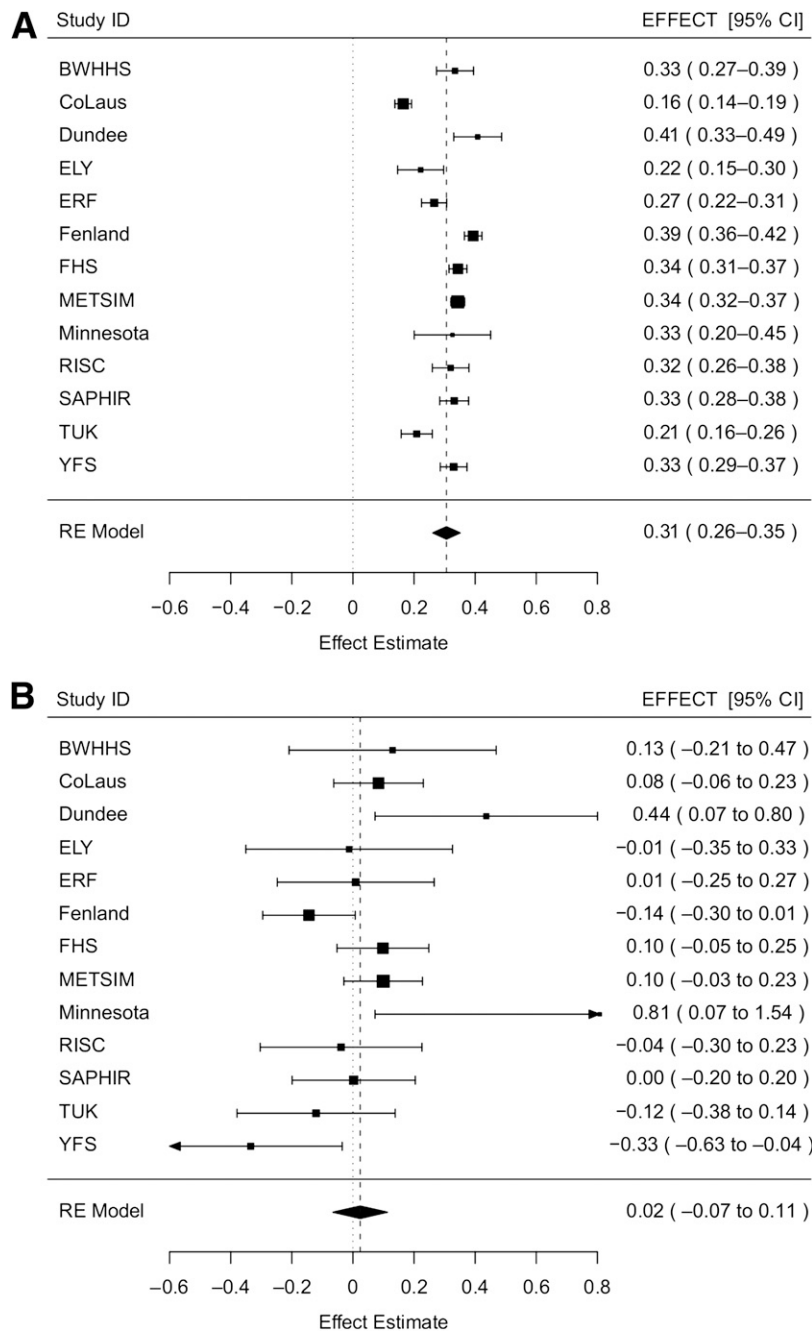 A Study ID EFFECT [95% CI]
BWHHS 0.33 ( 0.27–0.39 )
CoLaus 0.16 ( 0.14–0.19 )
Dundee 0.41 ( 0.33–0.49 )
ELY 0.22 ( 0.15–0.30 )
ERF 0.27 ( 0.22–0.31 )
Fenland 0.39 ( 0.36–0.42 )
FHS 0.34 ( 0.31–0.37 )
METSIM 0.34 ( 0.32–0.37 )
Minnesota 0.33 ( 0.20–0.45 )
RISC 0.32 ( 0.26–0.38 )
SAPHIR 0.33 ( 0.28–0.38 )
TUK 0.21 ( 0.16–0.26 )
YFS 0.33 ( 0.29–0.37 )
RE Model 0.31 ( 0.26–0.35 )
−0.6 −0.4 −0.2 0 0.2 0.4 0.6 0.8
Effect Estimate
B Study ID EFFECT [95% CI]
BWHHS 0.13 ( −0.21 to 0.47 )
CoLaus 0.08 ( −0.06 to 0.23 )
Dundee 0.44 ( 0.07 to 0.80 )
ELY −0.01 ( −0.35 to 0.33 )
ERF 0.01 ( −0.25 to 0.27 )
Fenland −0.14 ( −0.30 to 0.01 )
FHS 0.10 ( −0.05 to 0.25 )
METSIM 0.10 ( −0.03 to 0.23 )
Minnesota 0.81 ( 0.07 to 1.54 )
RISC −0.04 ( −0.30 to 0.23 )
SAPHIR 0.00 ( −0.20 to 0.20 )
TUK −0.12 ( −0.38 to 0.14 )
YFS −0.33 ( −0.63 to −0.04 )
RE Model 0.02 ( −0.07 to 0.11 )
−0.6 −0.4 −0.2 0 0.2 0.4 0.6 0.8
Effect Estimate